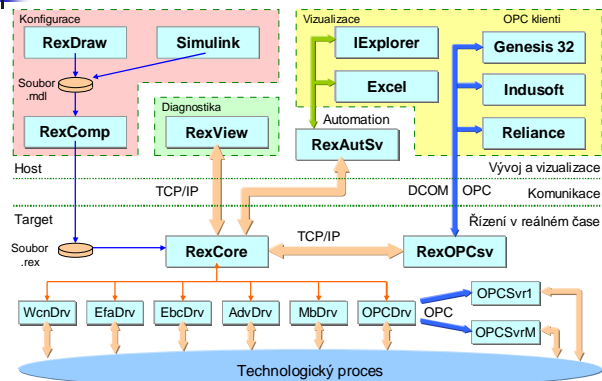 Konfigurace
RexDraw
Simulink
Soubor
.mdl
RexComp
Diagnostika
RexView
Vizualizace
IExplorer
Excel
Automation
RexAutSv
OPC klienti
Genesis 32
Indusoft
Reliance
Host
Vývoj a vizualizace
TCP/IP
DCOM
OPC
Komunikace
Target
Řízení v reálném čase
Soubor
.rex
RexCore
TCP/IP
RexOPCsv
WcnDrv
EfaDrv
EbcDrv
AdvDrv
MbDrv
OPCDrv
OPC
OPCSvr1
OPCSvrM
Technologický proces